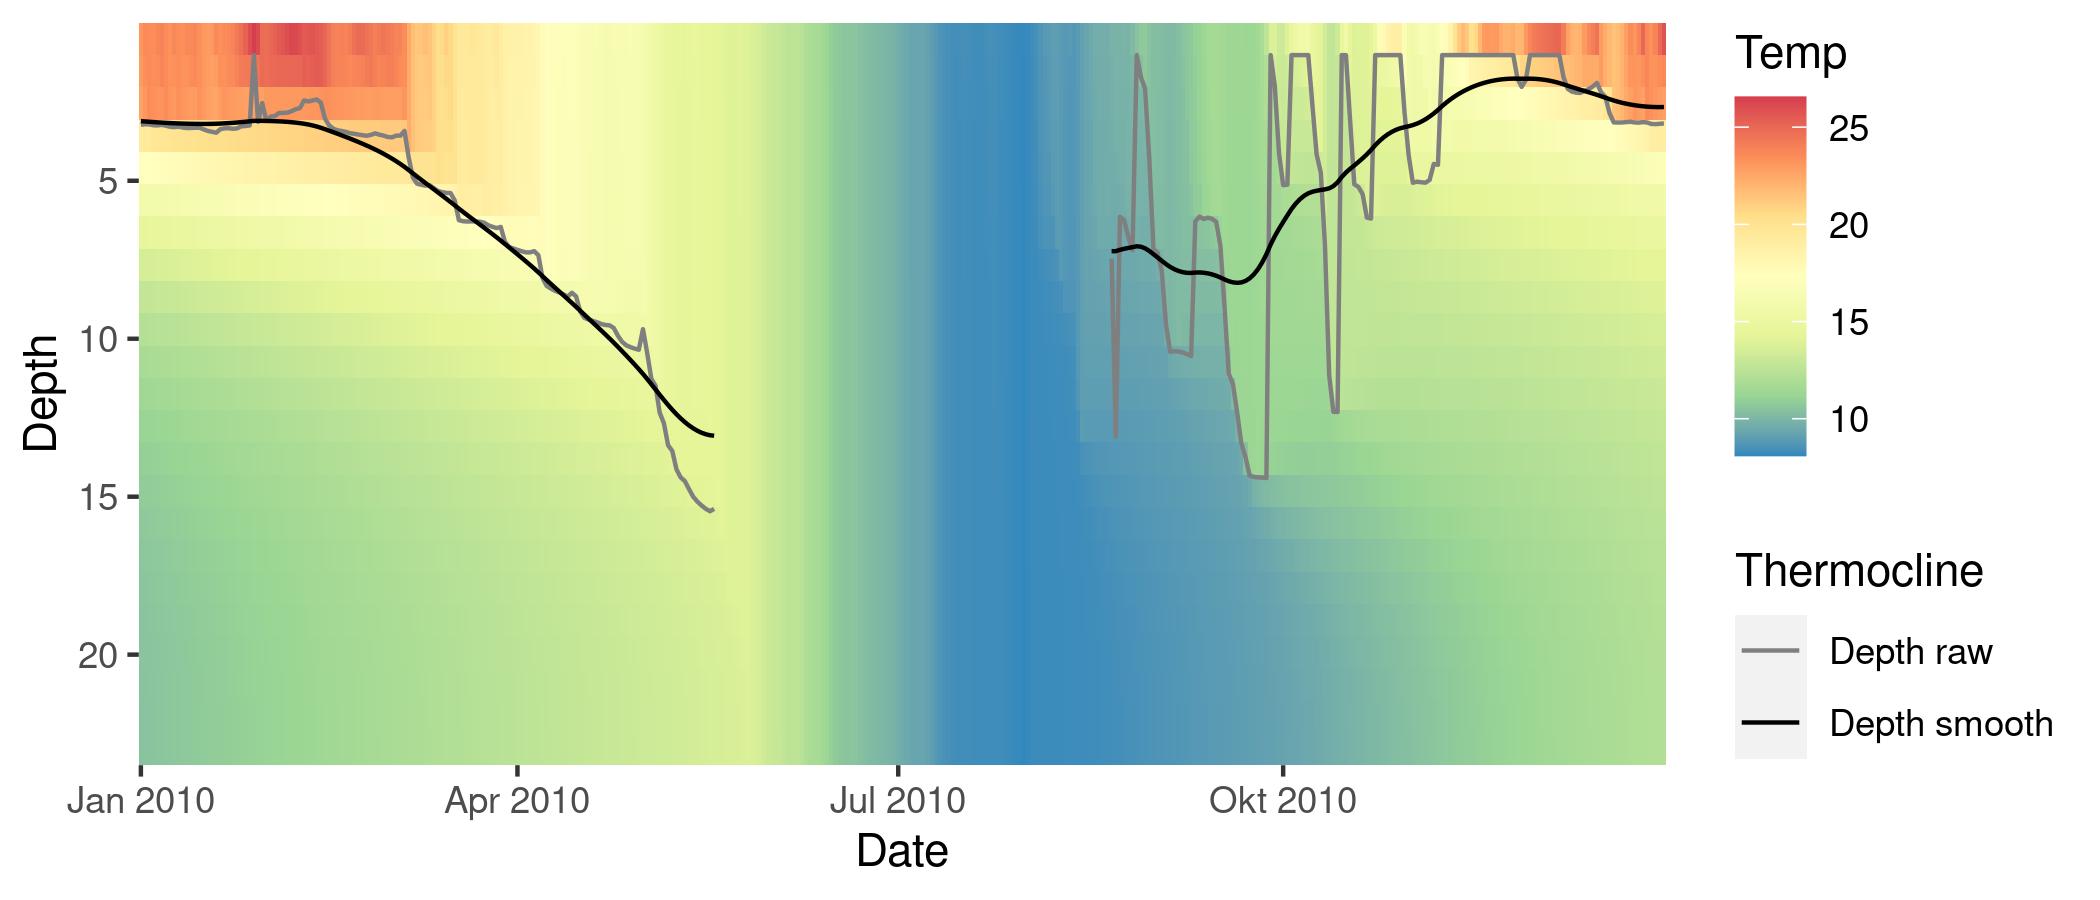 Temp
25
20
15
10
Thermocline
Depth raw
Depth smooth
Depth
5
10
15
20
Jan 2010
Apr 2010
Jul 2010
Okt 2010
Date